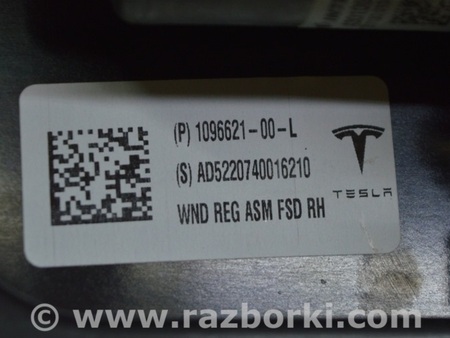 (P) 1096621-00-L
(S) AD5220740016210
WND REG ASM FSD RH
TESLA
© www.razborki.com